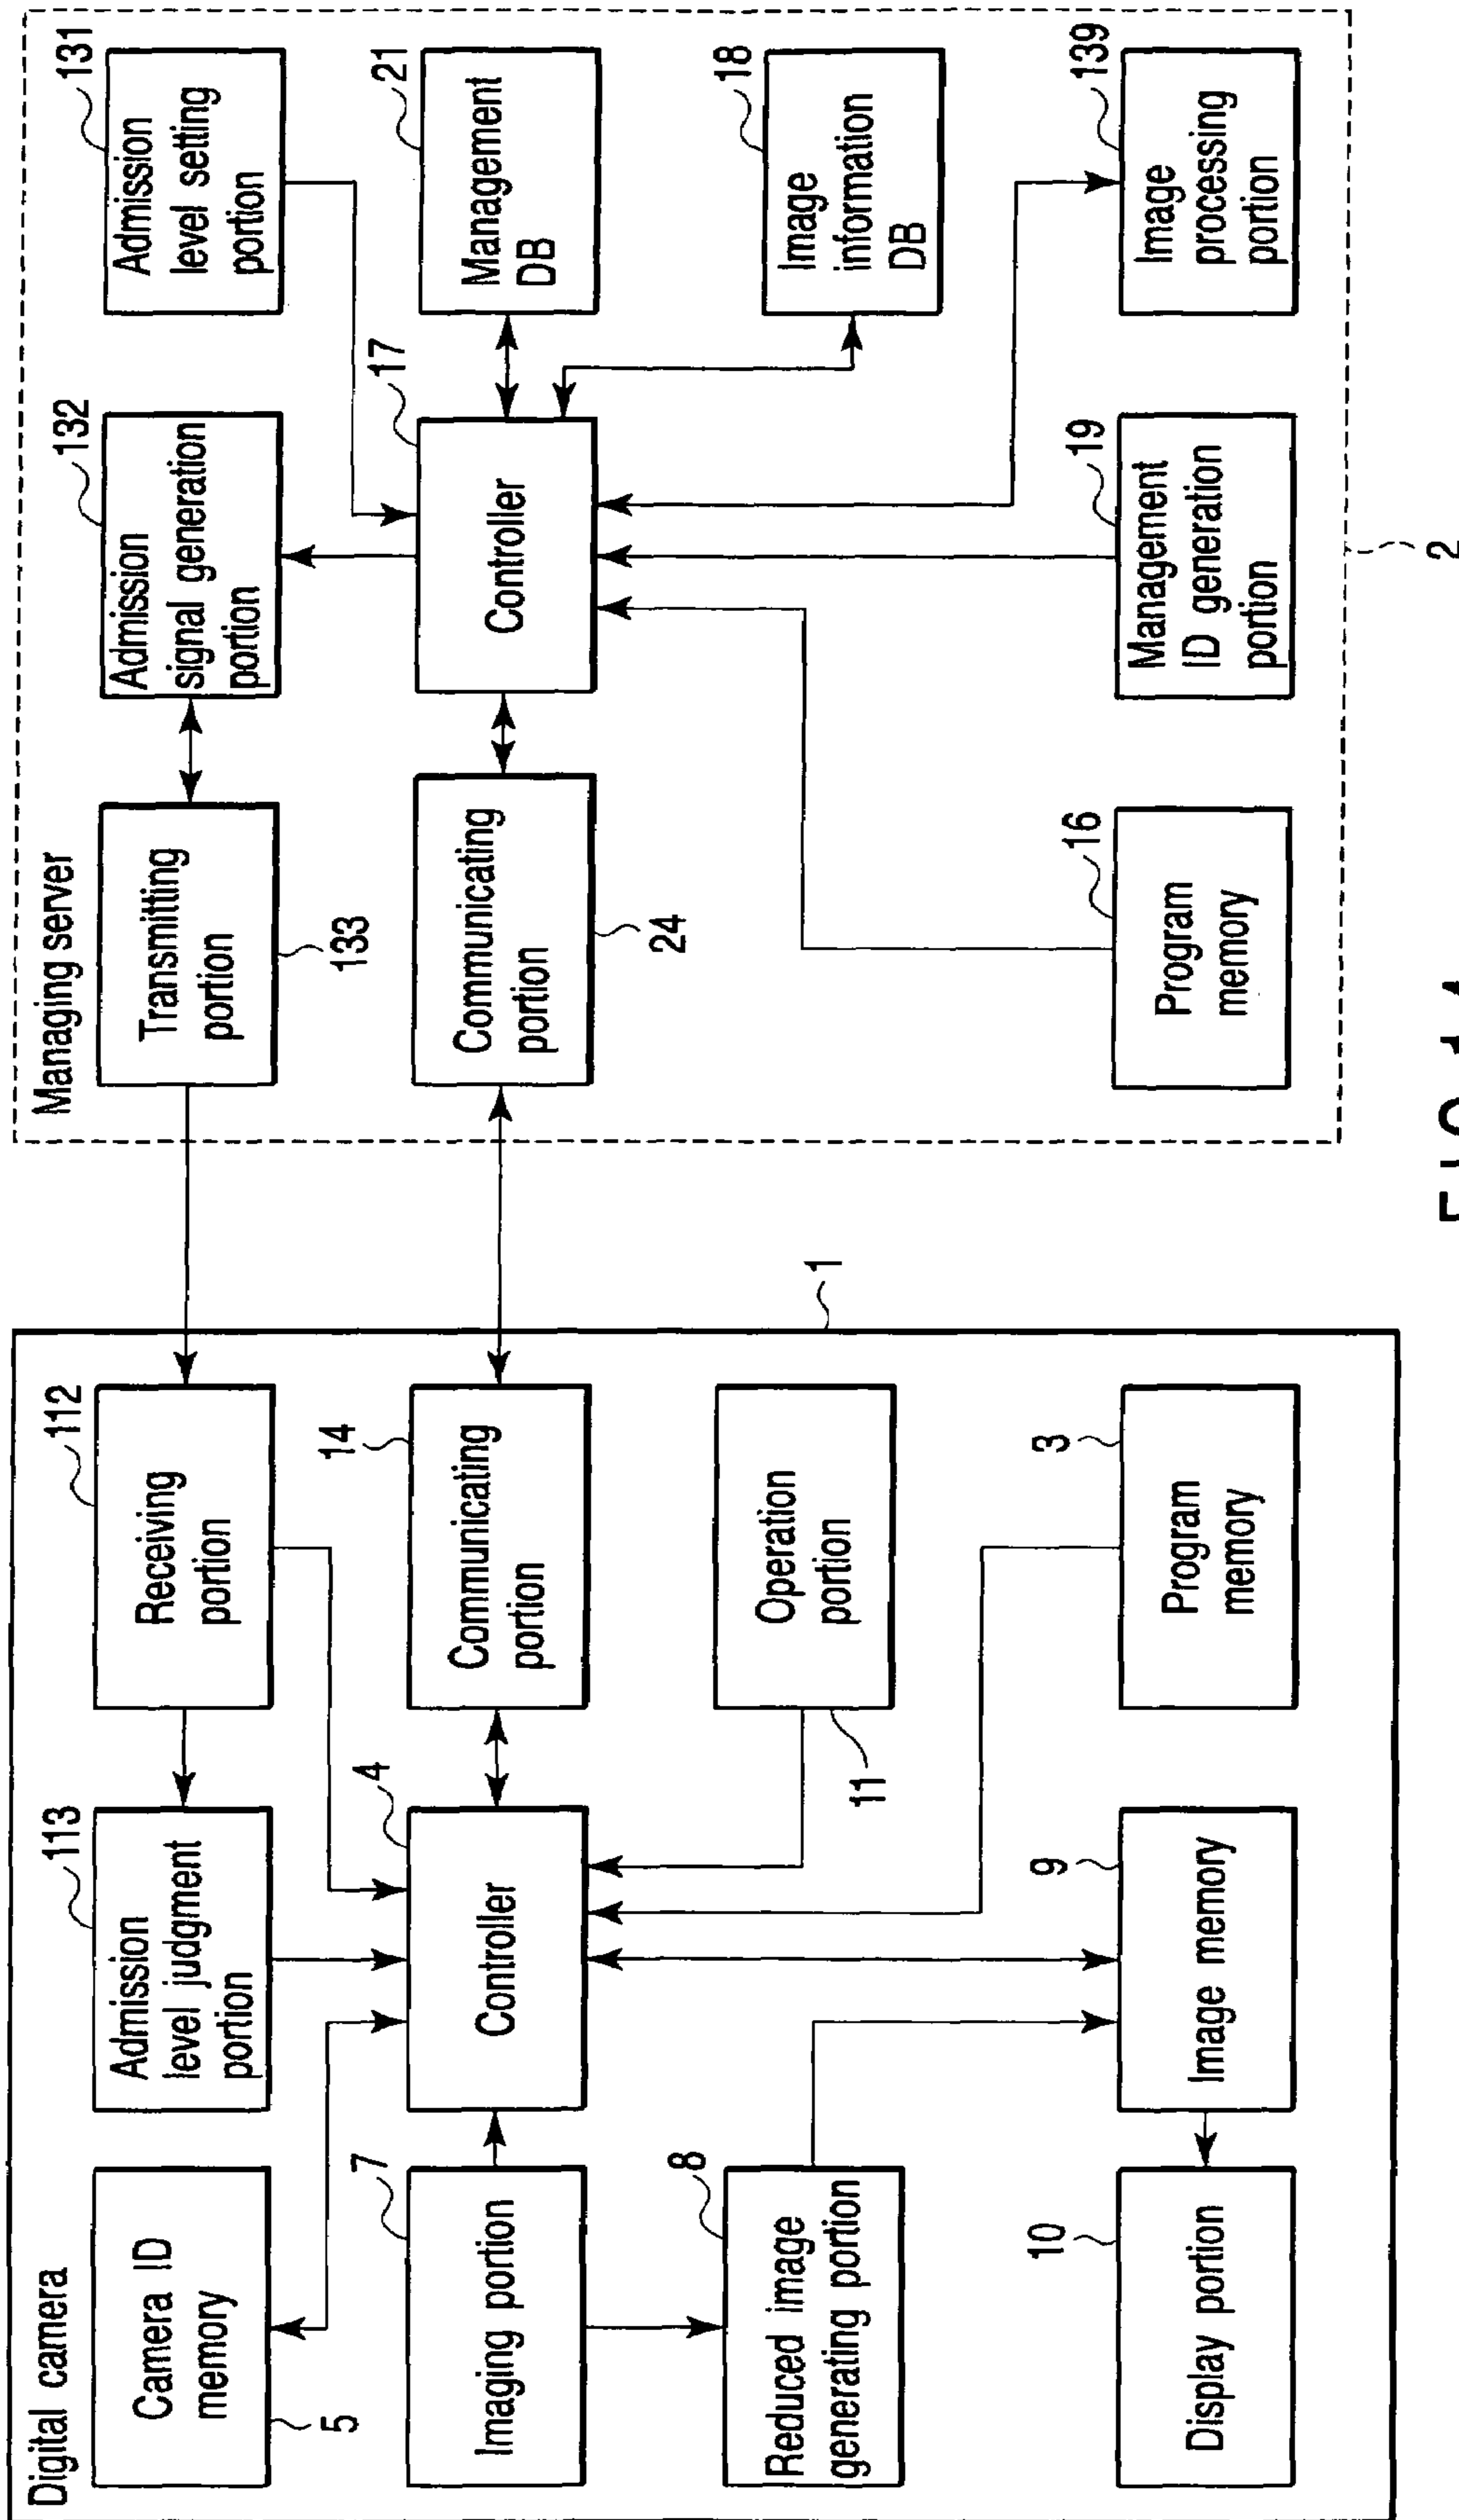 Digital camera
Camera ID
memory
5
113
Admission
level judgment
portion
112
Receiving
portion
7
Imaging portion
4
Controller
14
Communicating
portion
8
Reduced image
generating portion
11
Operation
portion
10
Display portion
9
Image memory
3
Program
memory
1
Managing server
Transmitting
portion
133
132
Admission
signal generation
portion
131
Admission
level setting
portion
Communicating
portion
24
17
Controller
21
Management
DB
18
Image
information
DB
16
Program
memory
19
Management
ID generation
portion
139
Image
processing
portion
2